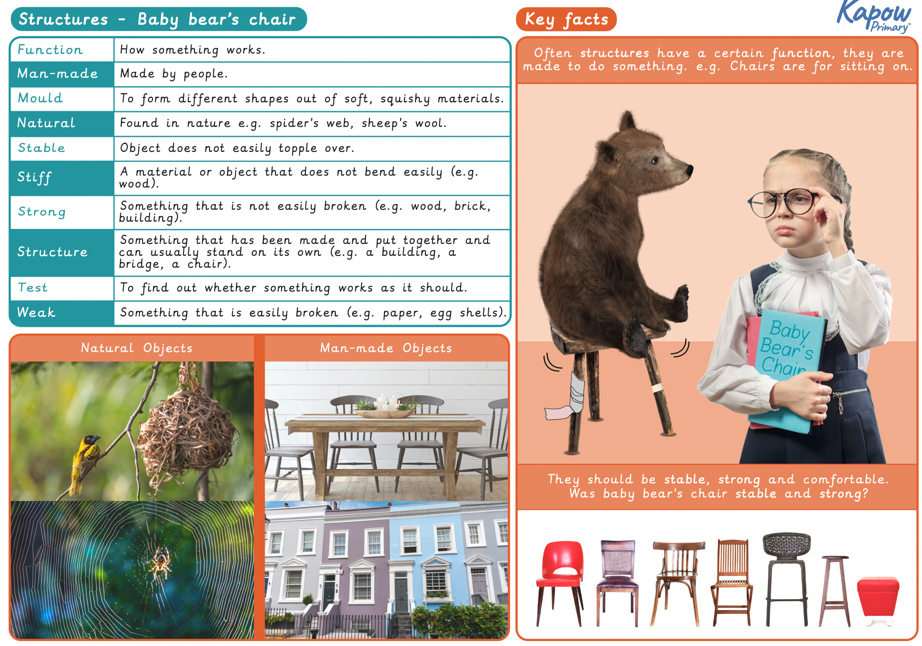 Structures - Baby bear's chair
Function
How something works.
Man-made
Made by people.
Mould
To form different shapes out of soft, squishy materials.
Natural
Found in nature e.g. spider's web, sheep's wool.
Stable
Object does not easily topple over.
Stiff
A material or object that does not bend easily (e.g.
wood).
Strong
Something that is not easily broken (e.g. wood, brick,
building).
Structure
Something that has been made and put together and
can usually stand on its own (e.g. a building, a
bridge, a chair).
Test
To find out whether something works as it should.
Weak
Something that is easily broken (e.g. paper, egg shells).
Natural Objects
Man-made Objects
Key facts
Kapow
Primary
Often structures have a certain function, they are
made to do something. e.g. Chairs are for sitting on.
Baby
Bear's
Chair
They should be stable, strong and comfortable.
Was baby bear's chair stable and strong?